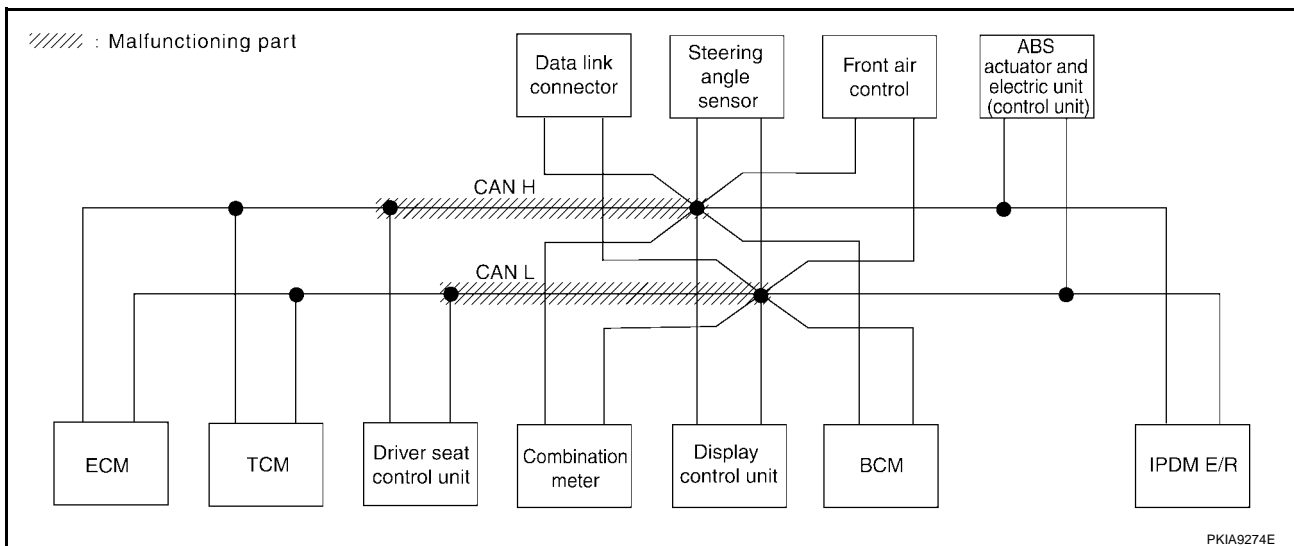 : Malfunctioning part
Data link
connector
Steering
angle
sensor
Front air
control
ABS
actuator and
electric unit
(control unit)
CAN H
CAN L
ECM
TCM
Driver seat
control unit
Combination
meter
Display
control unit
BCM
IPDM E/R
PKIA9274E